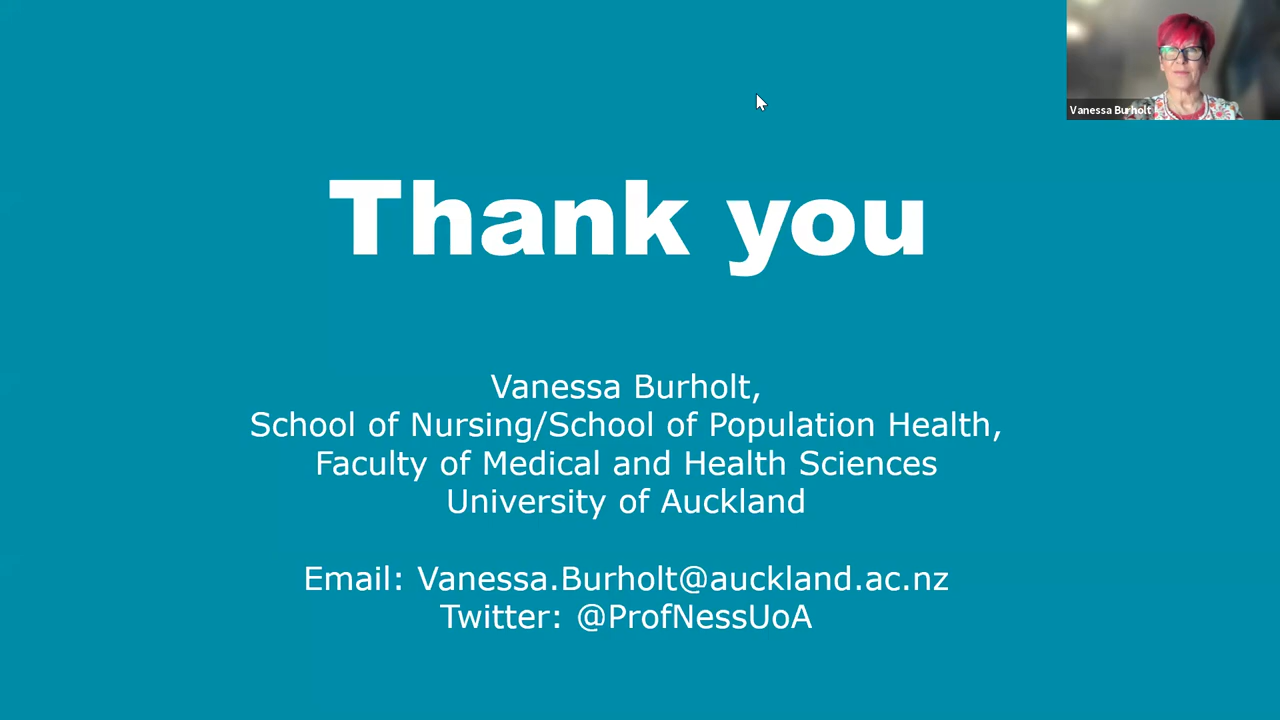 Vanessa Burholt
Thank you
Vanessa Burholt,
School of Nursing/School of Population Health,
Faculty of Medical and Health Sciences
University of Auckland
Email: Vanessa.Burholt@auckland.ac.nz
Twitter: @ProfNessUoA